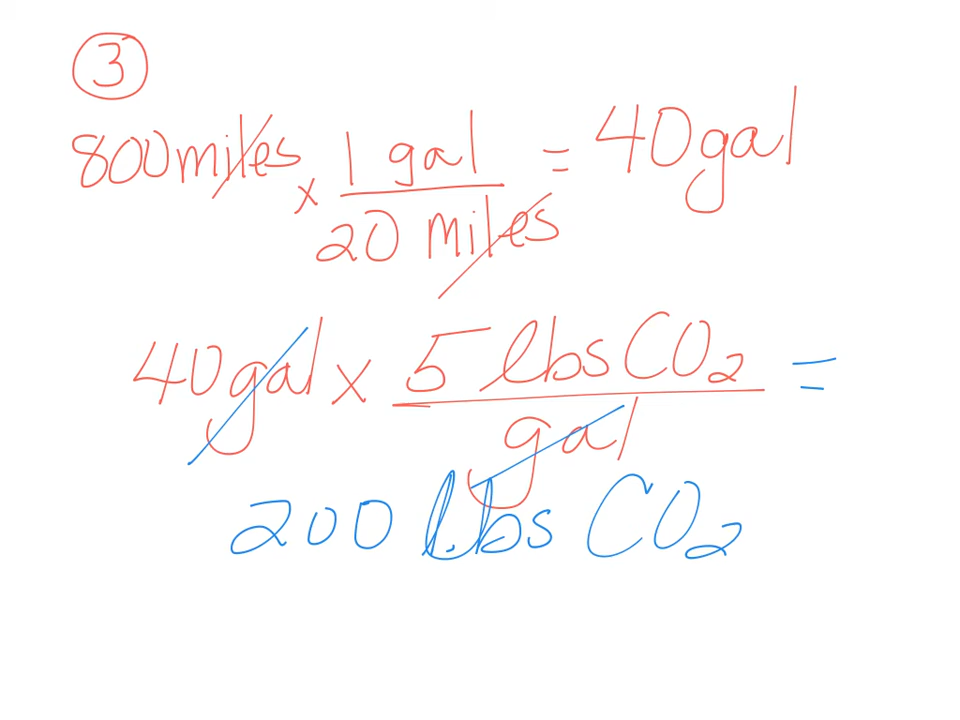 3
800 miles x 1 gal / 20 miles = 40 gal
40 gal x 5 lbs CO₂ / gal =
200 lbs CO₂